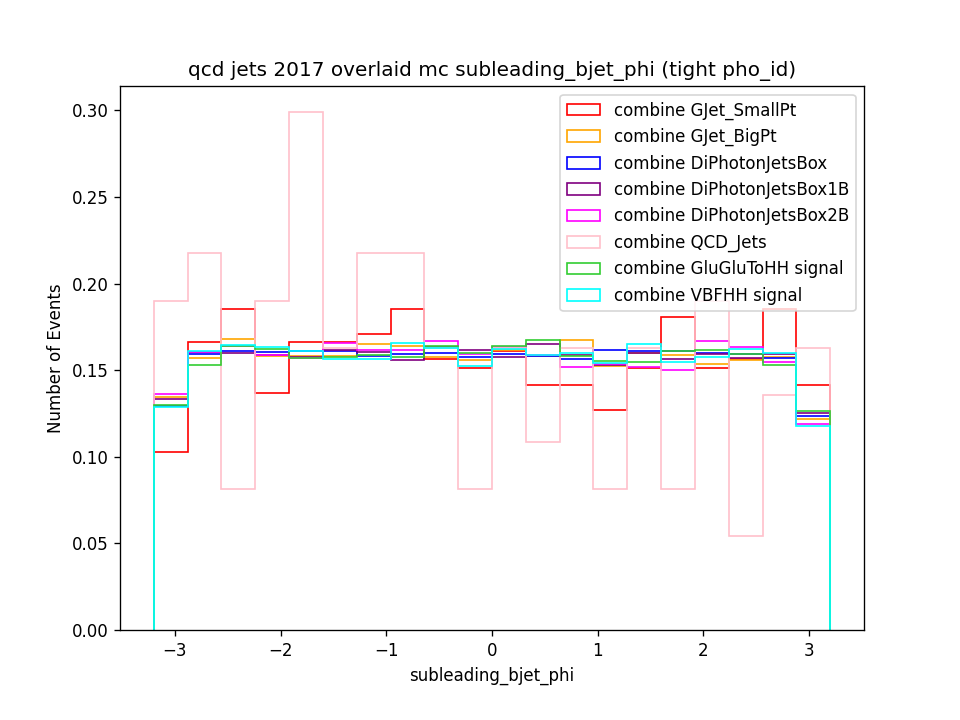 qcd jets 2017 overlaid mc subleading_bjet_phi (tight pho_id)
combine GJet_SmallPt
combine GJet_BigPt
combine DiPhotonJetsBox
combine DiPhotonJetsBox1B
combine DiPhotonJetsBox2B
combine QCD_Jets
combine GluGluToHH signal
combine VBFHH signal
Number of Events
0.30
0.25
0.20
0.15
0.10
0.05
0.00
−3 −2 −1 0 1 2 3
subleading_bjet_phi